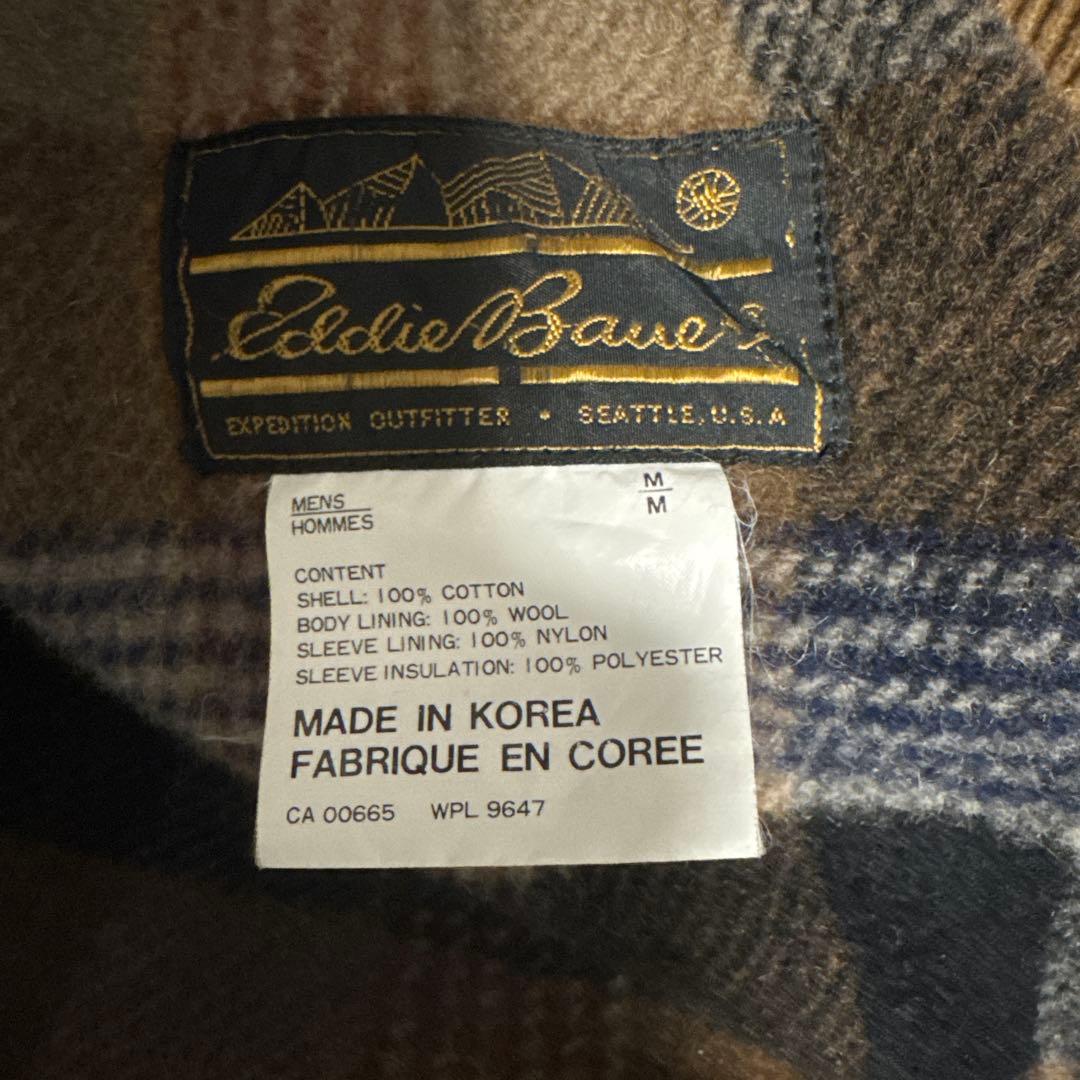 Eddie Bauer
EXPEDITION OUTFITTER • SEATTLE, U.S.A
MENS
HOMMES
M
M
CONTENT
SHELL: 100% COTTON
BODY LINING: 100% WOOL
SLEEVE LINING: 100% NYLON
SLEEVE INSULATION: 100% POLYESTER
MADE IN KOREA
FABRIQUE EN COREE
CA 00665 WPL 9647